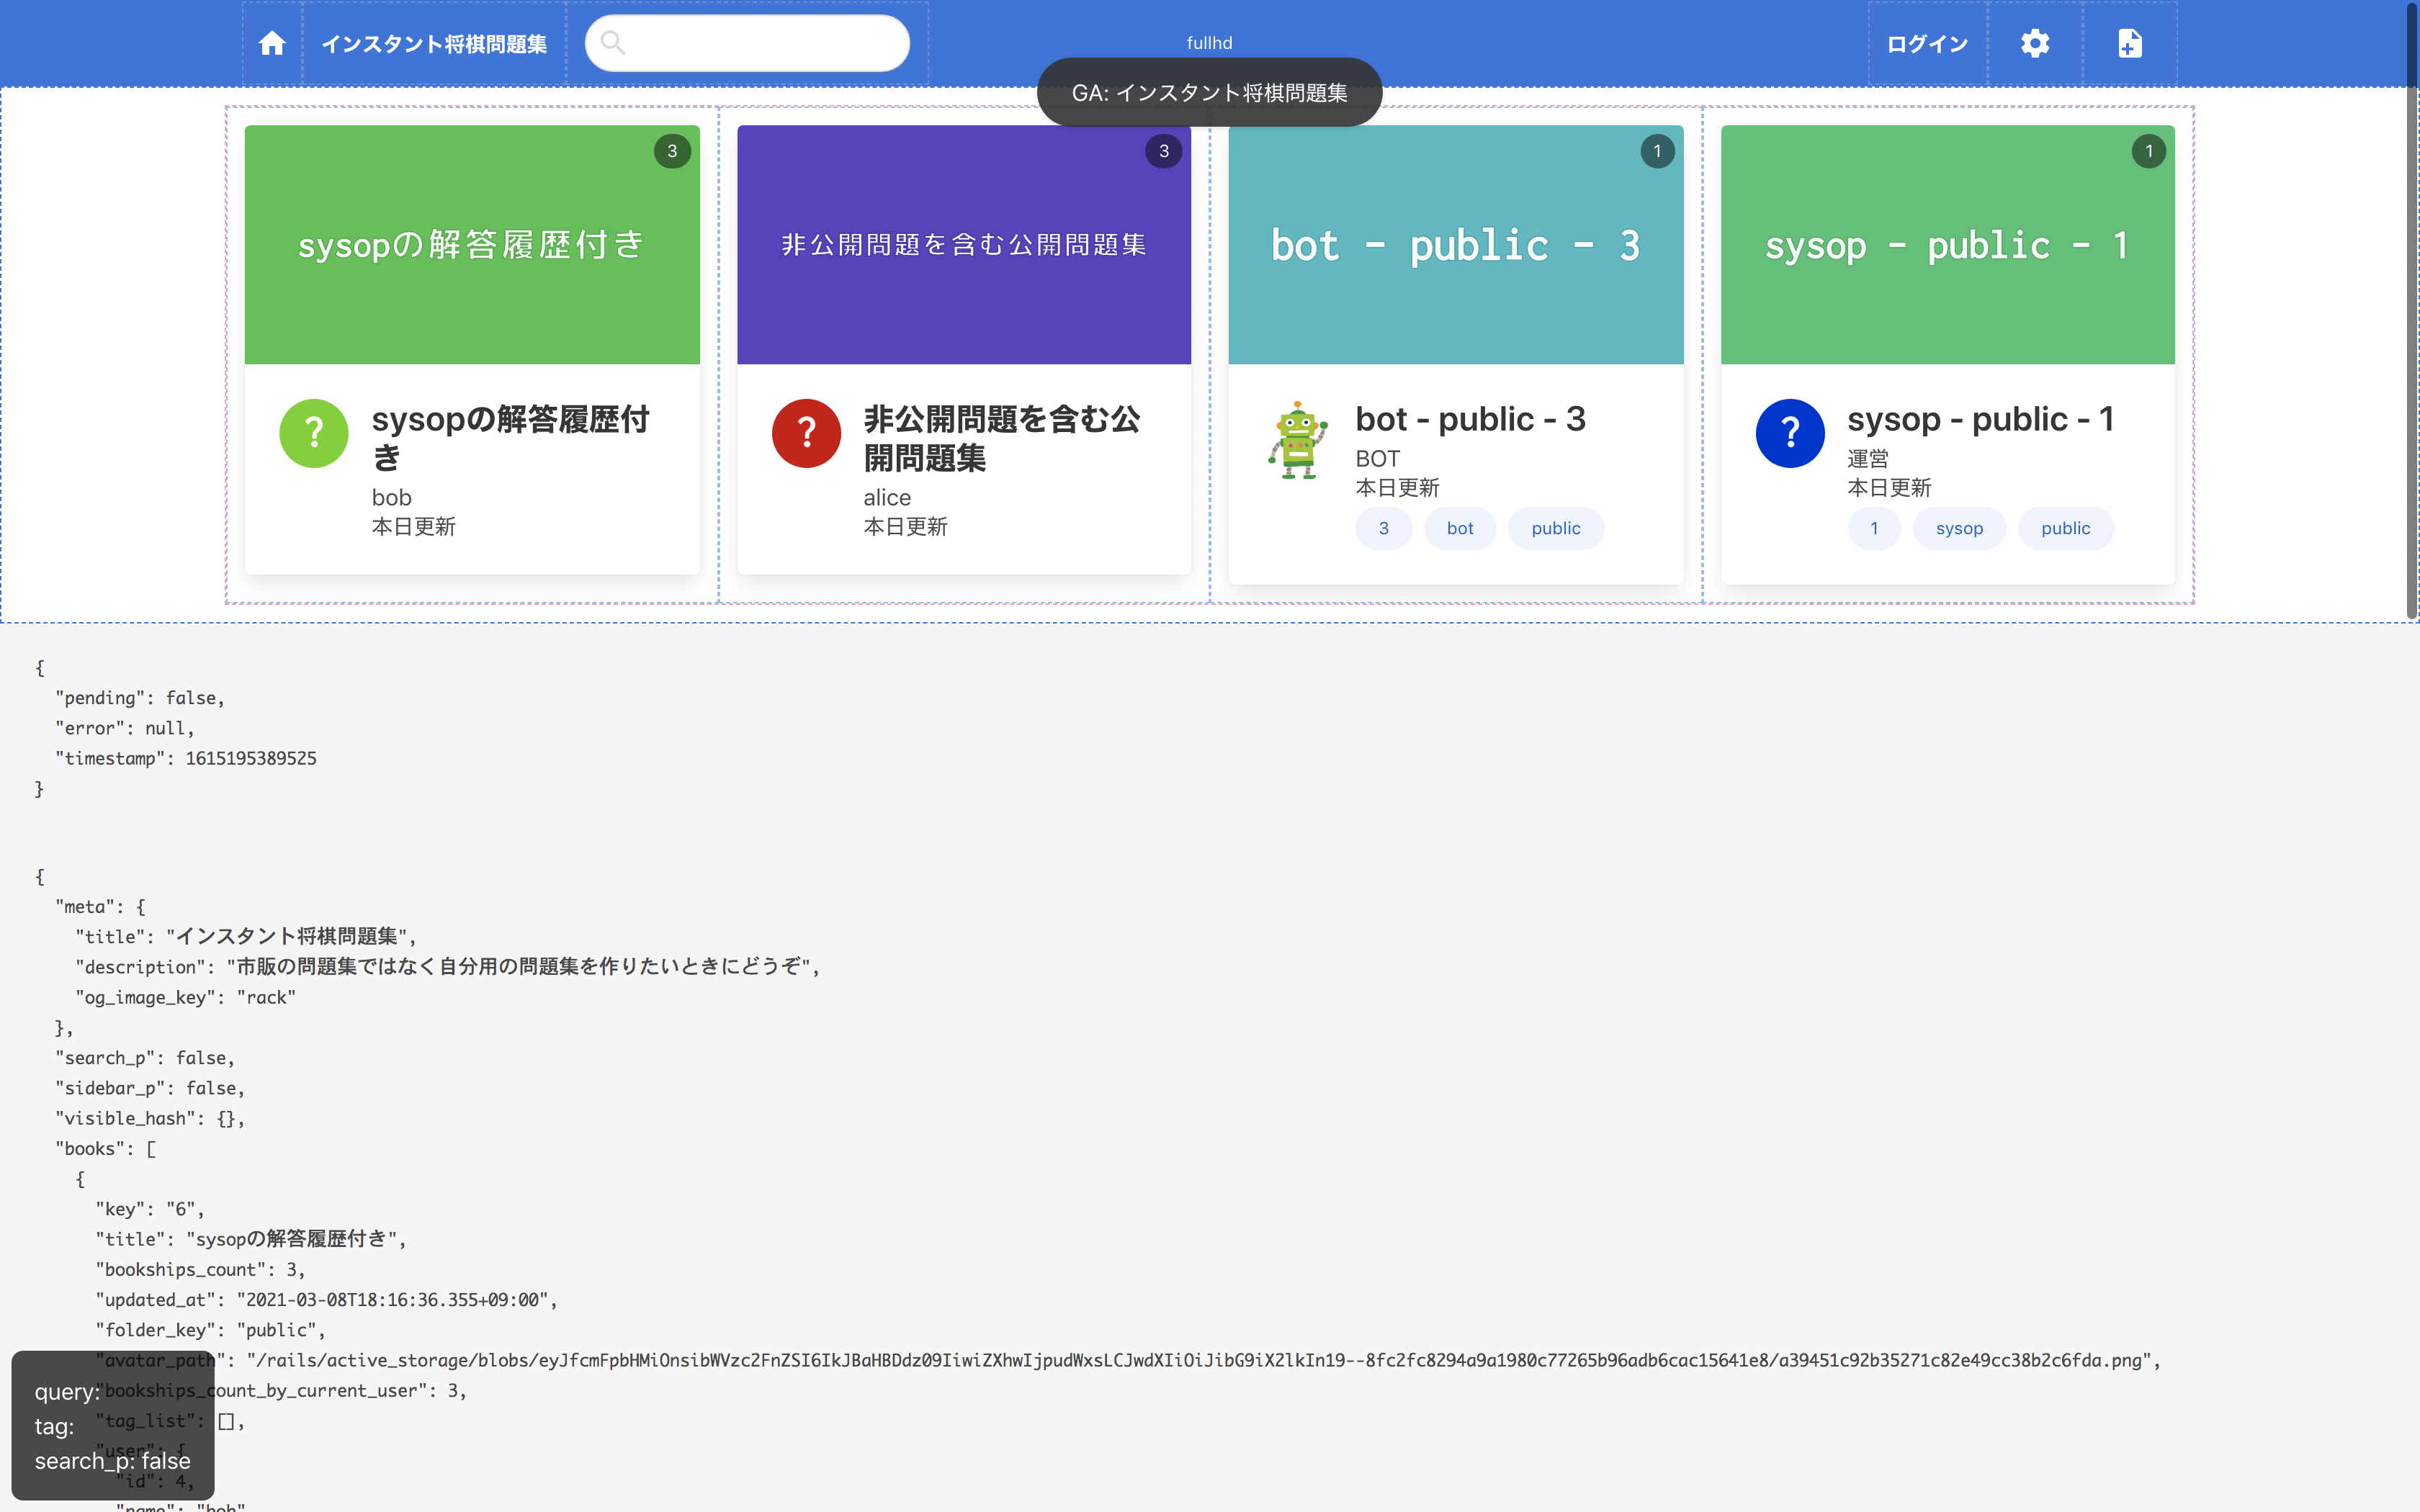 インスタント将棋問題集
fullhd
ログイン
GA: インスタント将棋問題集
3
sysopの解答履歴付き
sysopの解答履歴付
き
bob
本日更新
3
非公開問題を含む公開問題集
非公開問題を含む公
開問題集
alice
本日更新
1
bot - public - 3
bot - public - 3
BOT
本日更新
3 bot public
1
sysop - public - 1
sysop - public - 1
運営
本日更新
1 sysop public
{
"pending": false,
"error": null,
"timestamp": 1615195389525
}
{
"meta": {
"title": "インスタント将棋問題集",
"description": "市販の問題集ではなく自分用の問題集を作りたいときにどうぞ",
"og_image_key": "rack"
},
"search_p": false,
"sidebar_p": false,
"visible_hash": {},
"books": [
{
"key": "6",
"title": "sysopの解答履歴付き",
"bookships_count": 3,
"updated_at": "2021-03-08T18:16:36.355+09:00",
"folder_key": "public",
"avatar_path": "/rails/active_storage/blobs/eyJfcmFpbHMiOnsibWVzc2FnZSI6IkJBaHBDdz09IiwiZXhwIjpudWxsLCJwdXIiOiJibG9iX2lkIn19--8fc2fc8294a9a1980c77265b96adb6cac15641e8/a39451c92b35271c82e49cc38b2c6fda.png",
"bookships_count_by_current_user": 3,
"tag_list": [],
"user": {
"id": 4,
"name": "bob"
query:
tag:
search_p: false